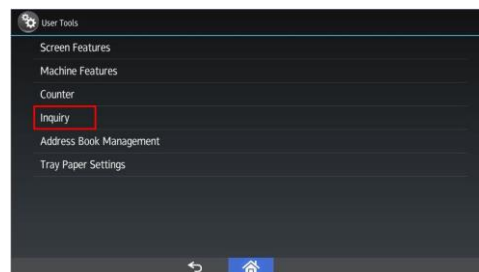 User Tools
Screen Features
Machine Features
Counter
Inquiry
Address Book Management
Tray Paper Settings